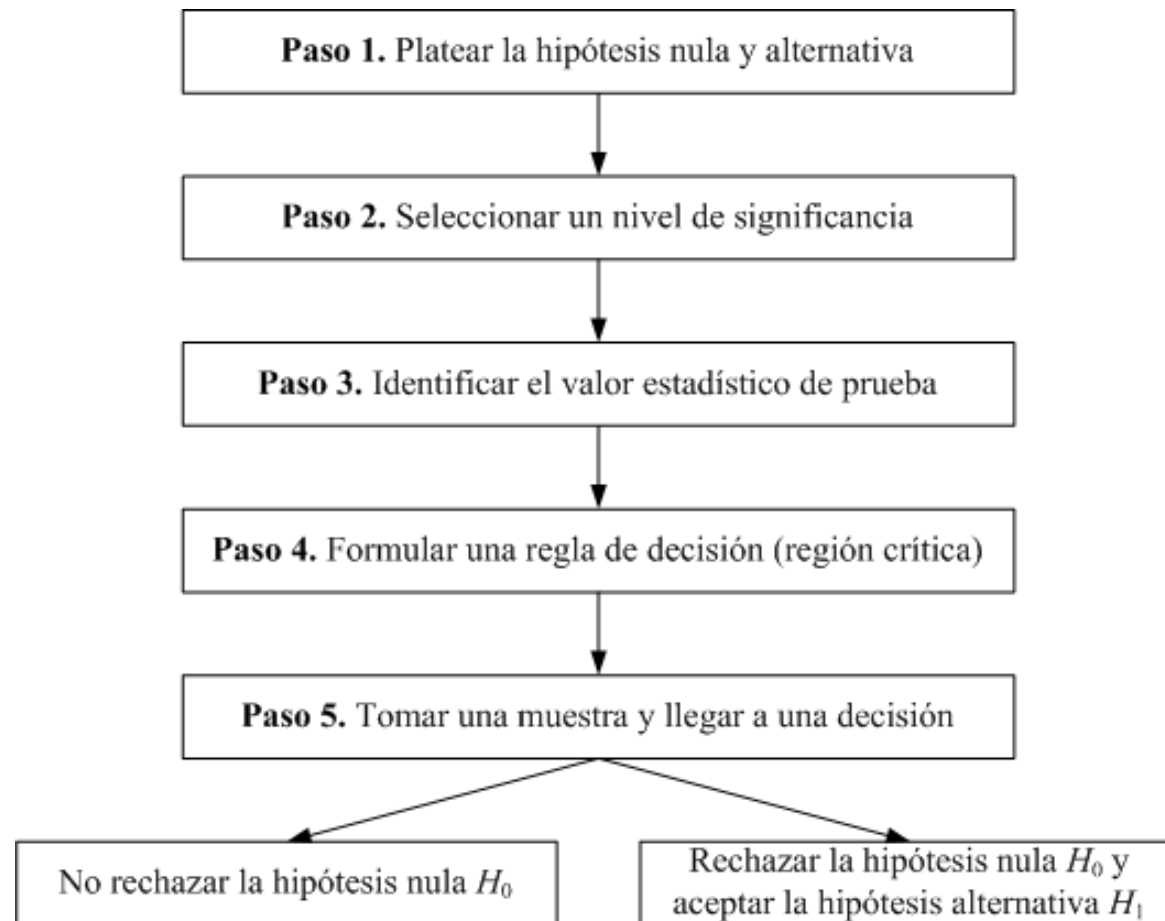 Paso 1. Platear la hipótesis nula y alternativa
Paso 2. Seleccionar un nivel de significancia
Paso 3. Identificar el valor estadístico de prueba
Paso 4. Formular una regla de decisión (región crítica)
Paso 5. Tomar una muestra y llegar a una decisión
No rechazar la hipótesis nula H₀
Rechazar la hipótesis nula H₀ y
aceptar la hipótesis alternativa H₁